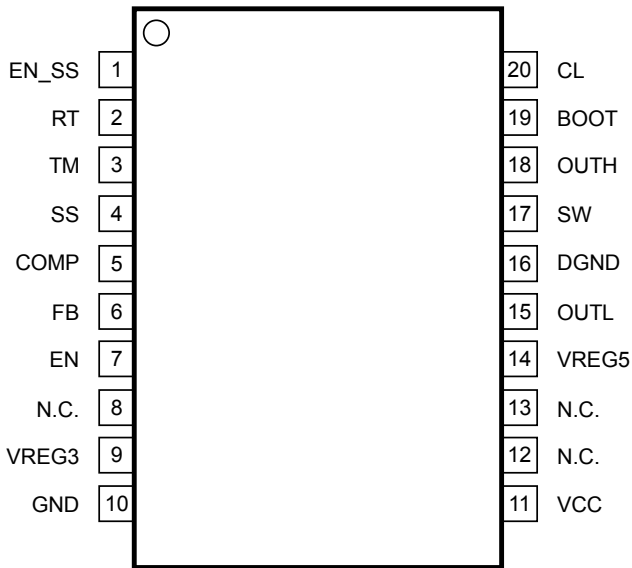 EN_SS 1 20 CL
RT 2 19 BOOT
TM 3 18 OUTH
SS 4 17 SW
COMP 5 16 DGND
FB 6 15 OUTL
EN 7 14 VREG5
N.C. 8 13 N.C.
VREG3 9 12 N.C.
GND 10 11 VCC